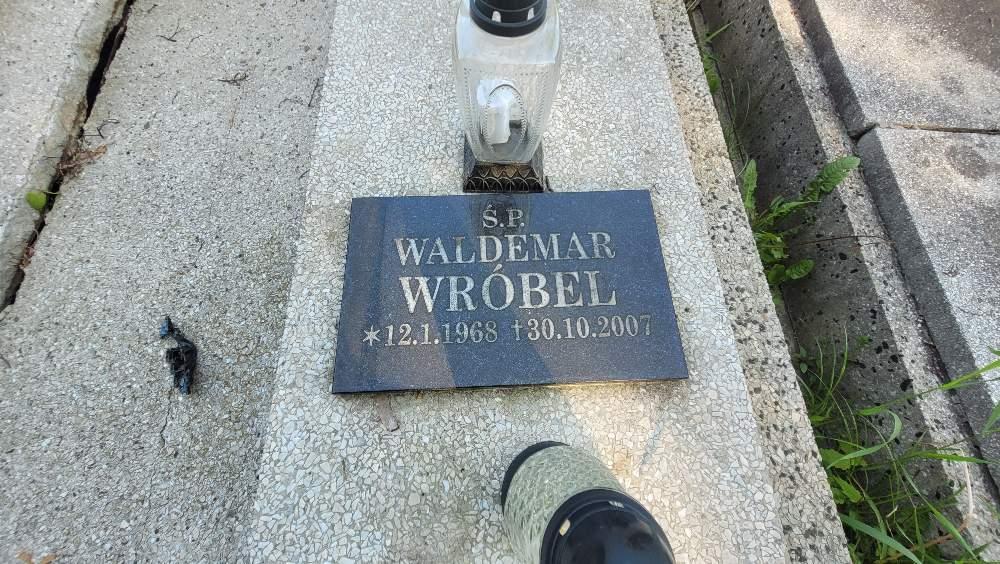 Ś.P.
WALDEMAR
WRÓBEL
*12.1.1968 †30.10.2007